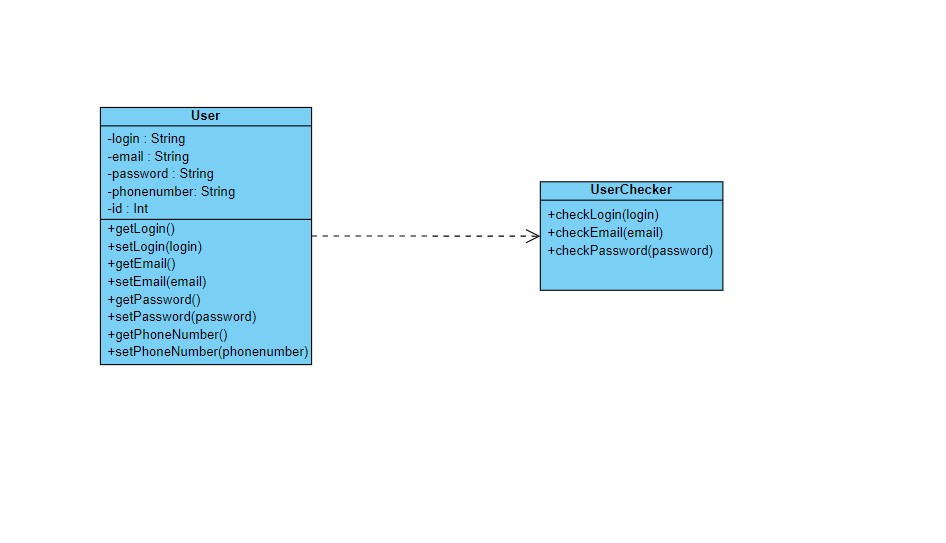 User
-login : String
-email : String
-password : String
-phonenumber: String
-id : Int
+getLogin()
+setLogin(login)
+getEmail()
+setEmail(email)
+getPassword()
+setPassword(password)
+getPhoneNumber()
+setPhoneNumber(phonenumber)
UserChecker
+checkLogin(login)
+checkEmail(email)
+checkPassword(password)